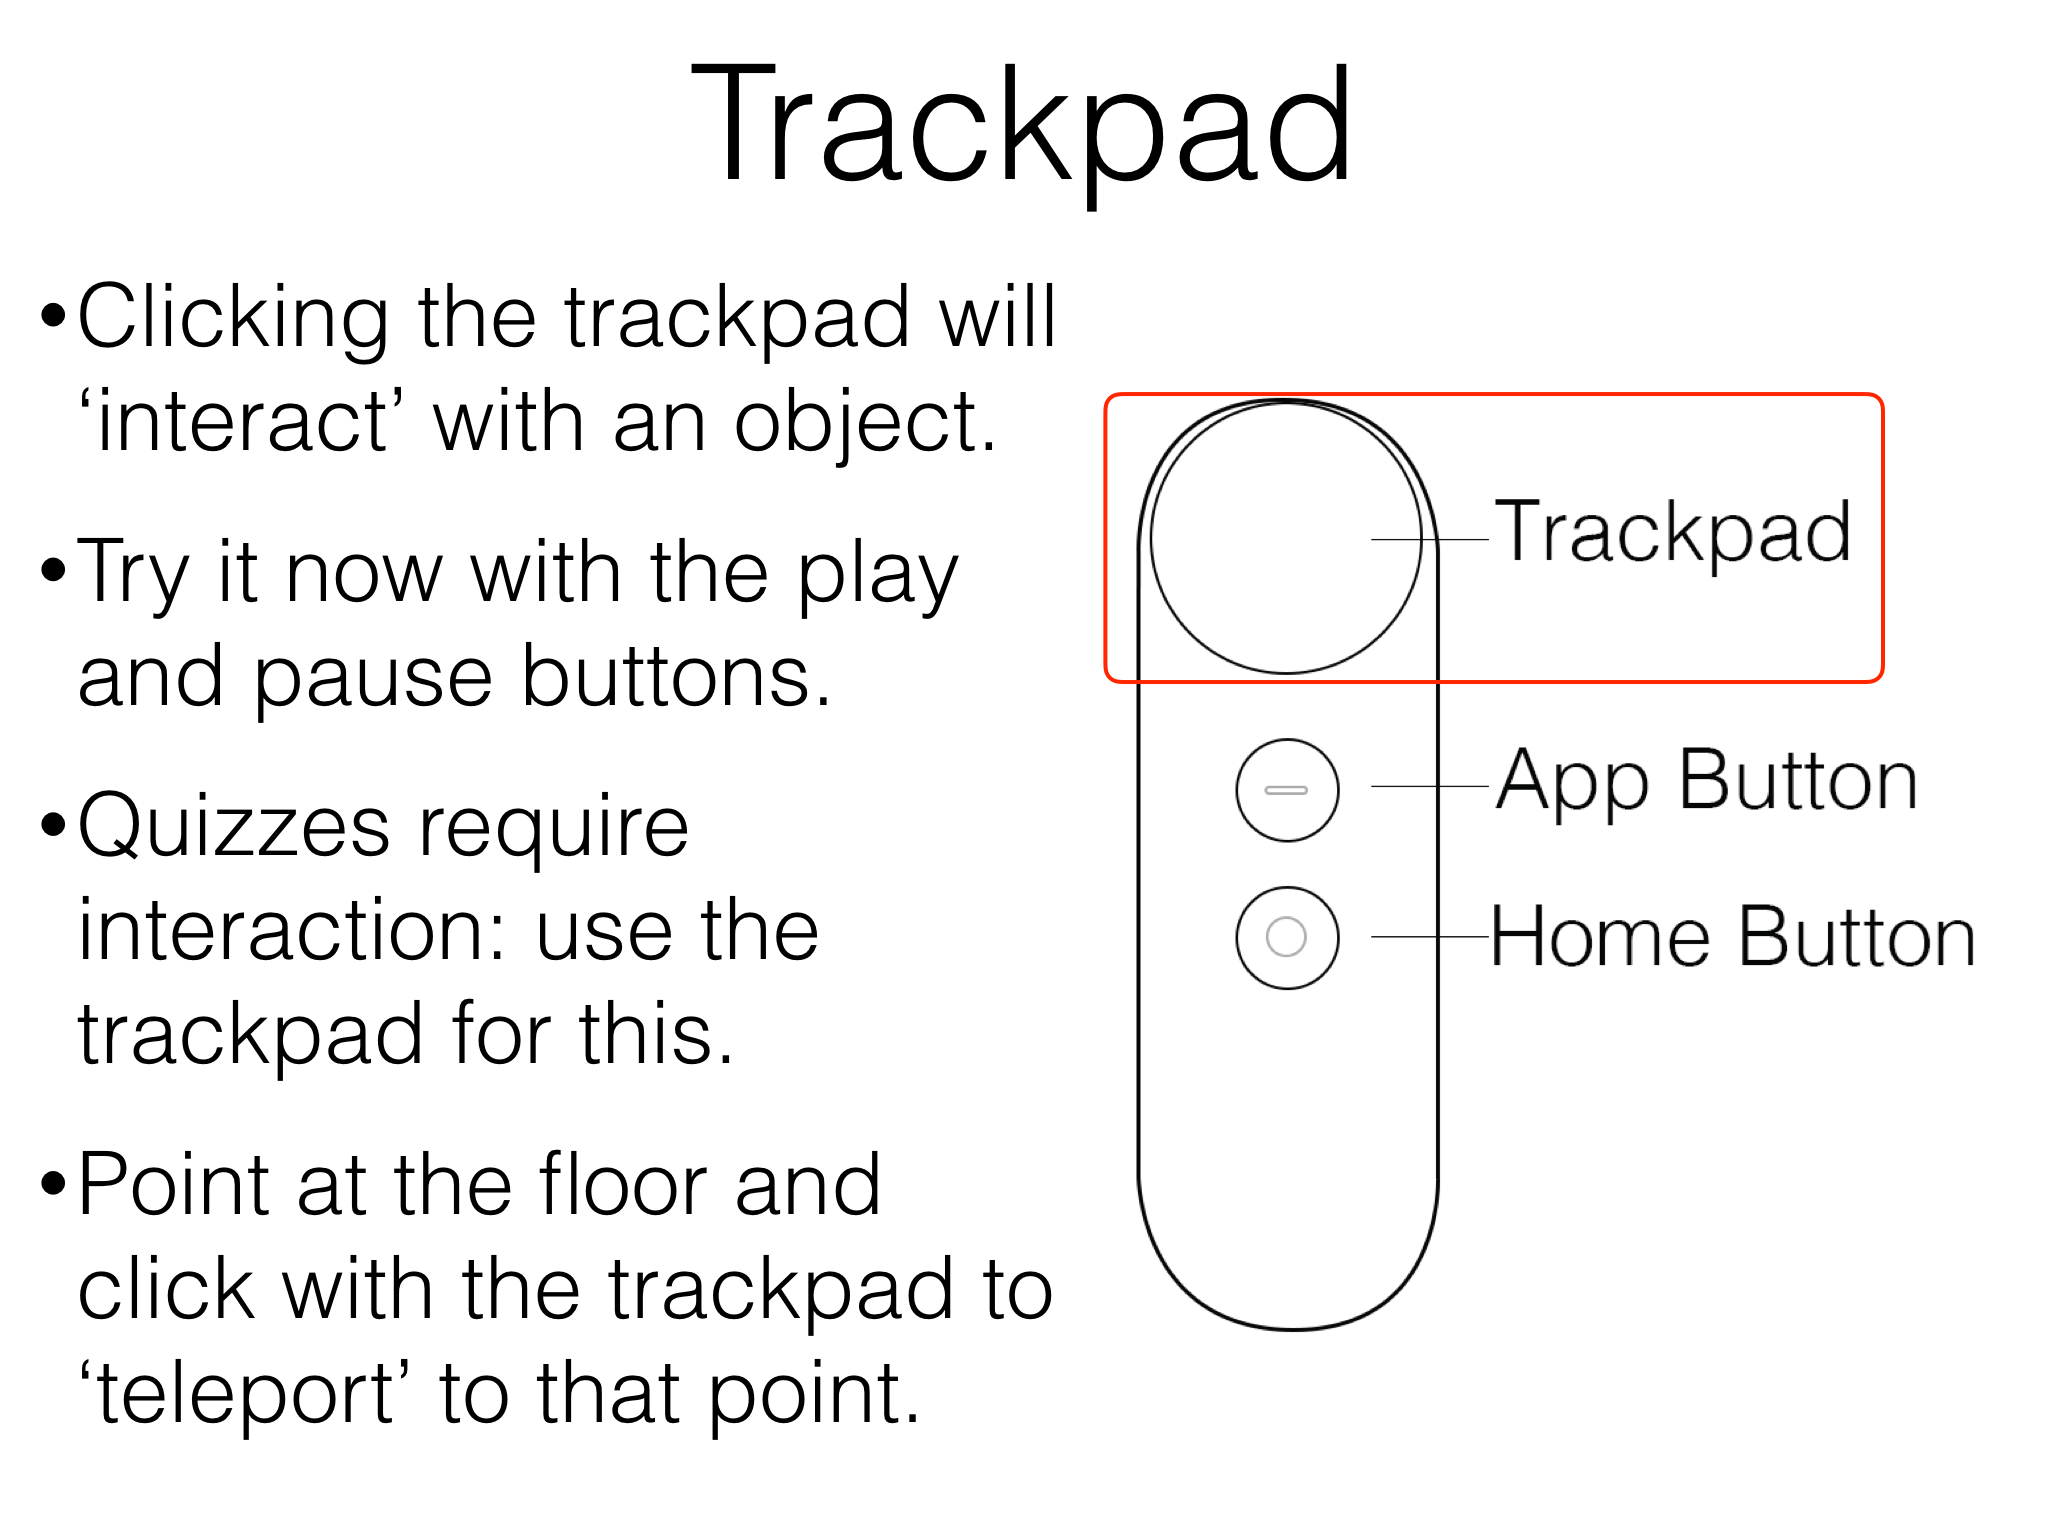 Trackpad
•Clicking the trackpad will
‘interact’ with an object.
•Try it now with the play
and pause buttons.
•Quizzes require
interaction: use the
trackpad for this.
•Point at the floor and
click with the trackpad to
‘teleport’ to that point.
Trackpad
App Button
Home Button